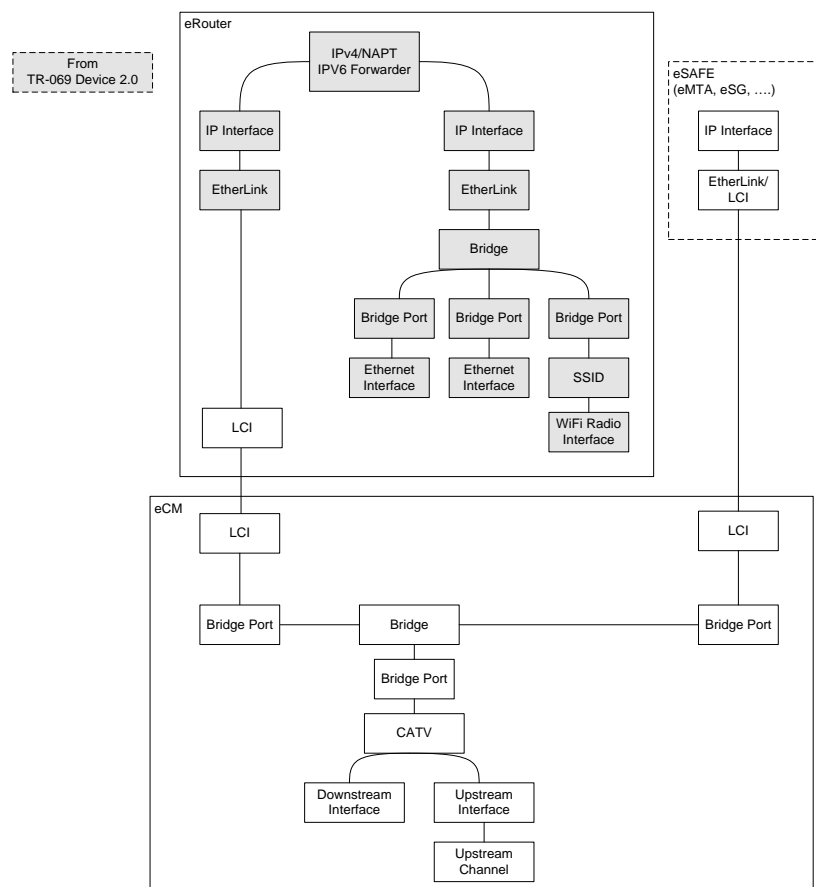 eRouter
From
TR-069 Device 2.0
IPv4/NAPT
IPV6 Forwarder
eSAFE
(eMTA, eSG, ....)
IP Interface
IP Interface
IP Interface
EtherLink
EtherLink
EtherLink/
LCI
Bridge
Bridge Port
Bridge Port
Bridge Port
Ethernet
Interface
Ethernet
Interface
SSID
WiFi Radio
Interface
LCI
eCM
LCI
LCI
Bridge Port
Bridge
Bridge Port
Bridge Port
CATV
Downstream
Interface
Upstream
Interface
Upstream
Channel